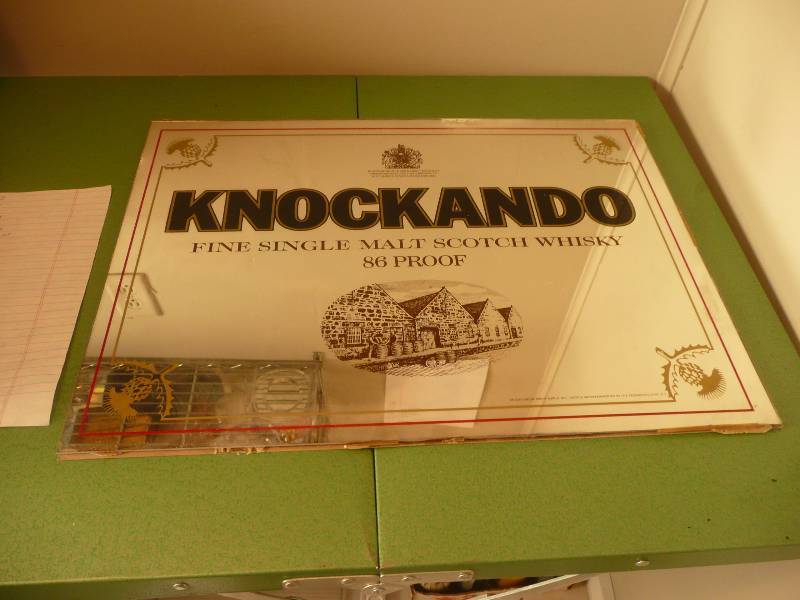 KNOCKANDO
FINE SINGLE MALT SCOTCH WHISKY
86 PROOF